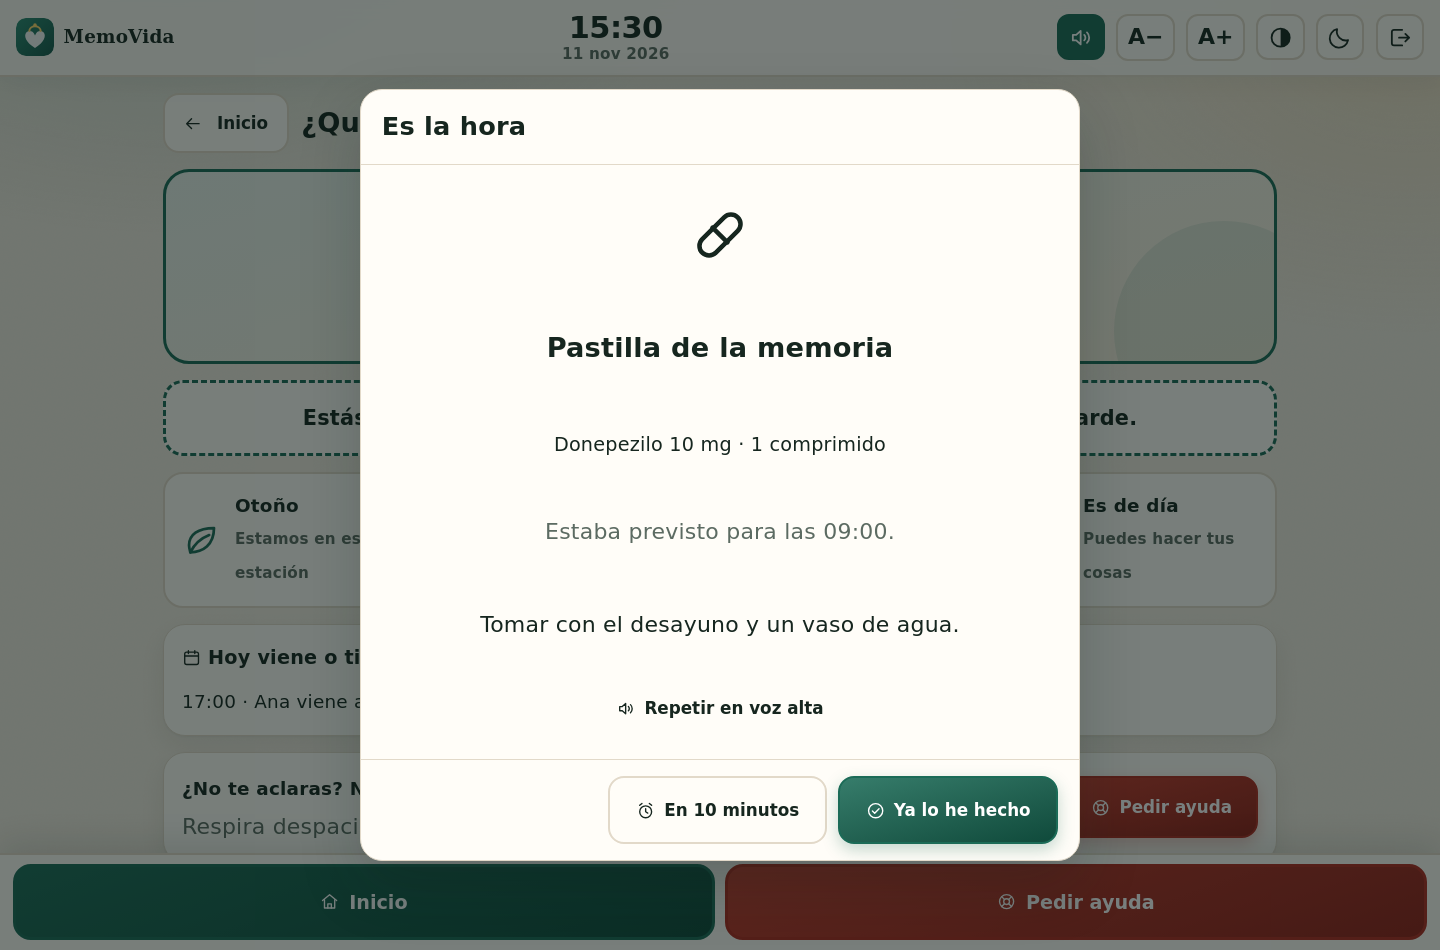 MemoVida
15:30
11 nov 2026
A−
A+
Inicio
Es la hora
Pastilla de la memoria
Donepezilo 10 mg · 1 comprimido
Estaba previsto para las 09:00.
Tomar con el desayuno y un vaso de agua.
Repetir en voz alta
En 10 minutos
Ya lo he hecho
Otoño
Estamos en
estación
Es de día
Puedes hacer tus
cosas
Hoy viene o
17:00 · Ana viene
¿No te aclaras?
Respira
Pedir ayuda
Inicio
Pedir ayuda